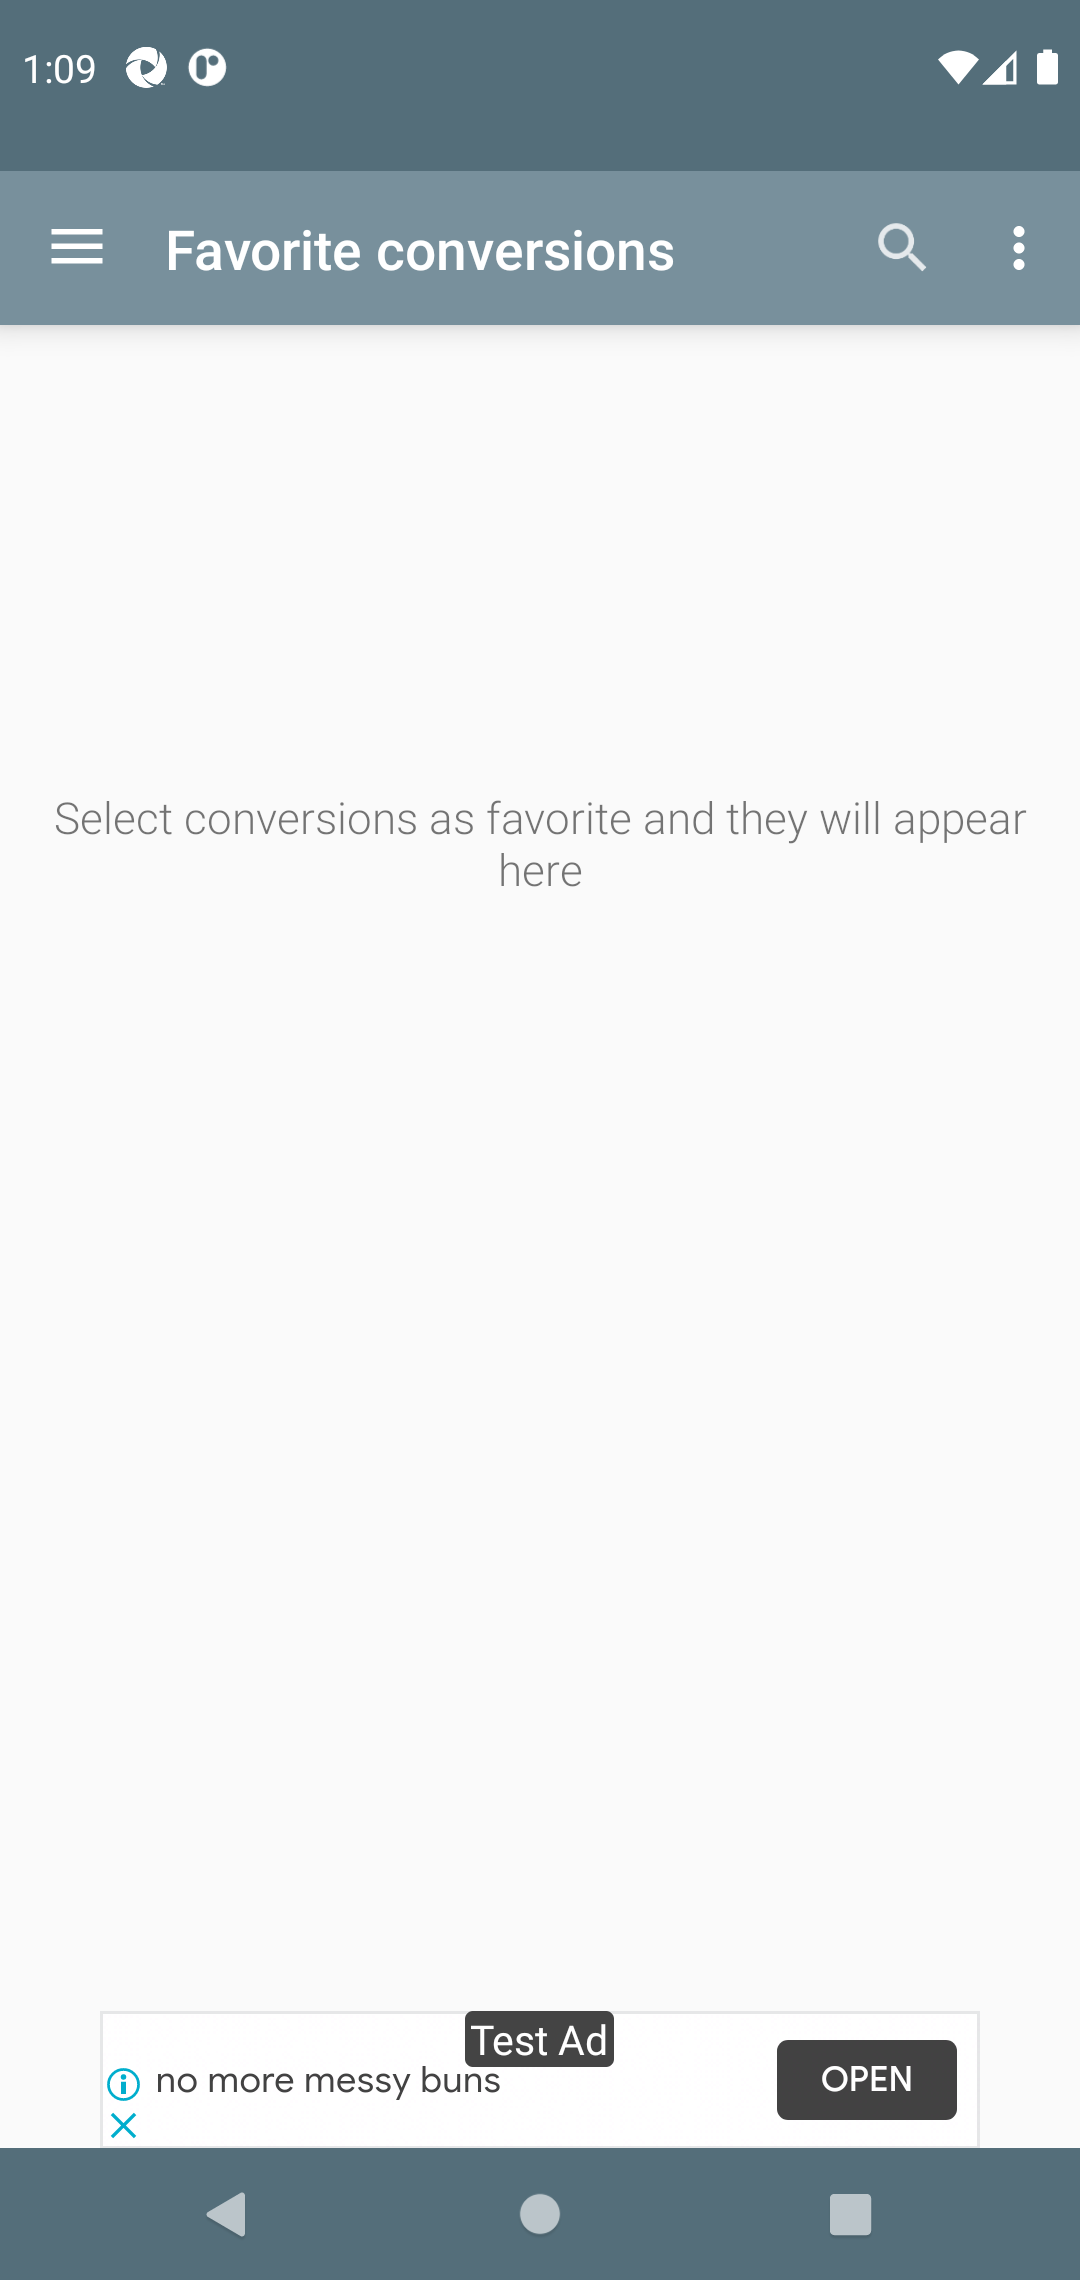 1:09
Favorite conversions
Select conversions as favorite and they will appear
here
Test Ad
no more messy buns
OPEN